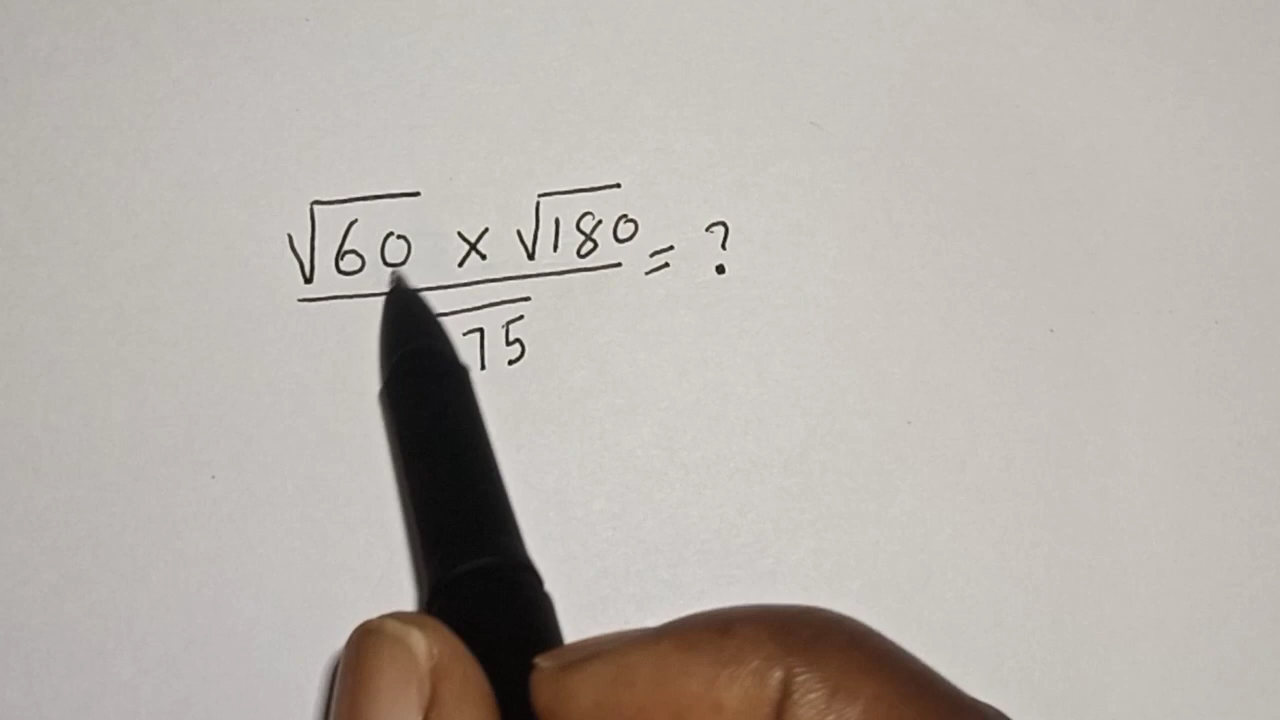 √60 × √180 = ?
75